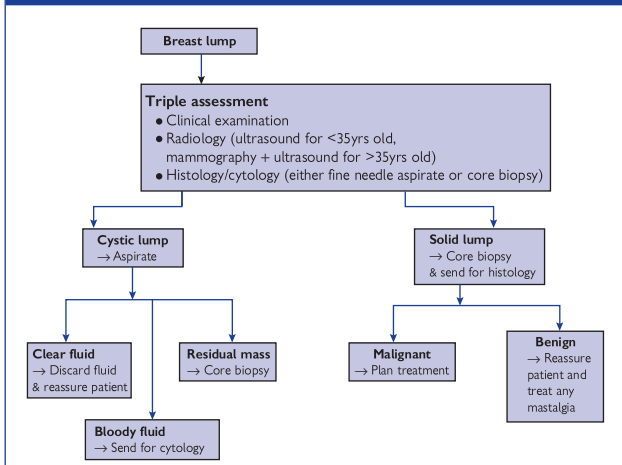 Breast lump
Triple assessment
● Clinical examination
● Radiology (ultrasound for <35yrs old,
mammography + ultrasound for >35yrs old)
● Histology/cytology (either fine needle aspirate or core biopsy)
Cystic lump
→ Aspirate
Solid lump
→ Core biopsy
& send for histology
Clear fluid
→ Discard fluid
& reassure patient
Residual mass
→ Core biopsy
Malignant
→ Plan treatment
Benign
→ Reassure
patient and
treat any
mastalgia
Bloody fluid
→ Send for cytology